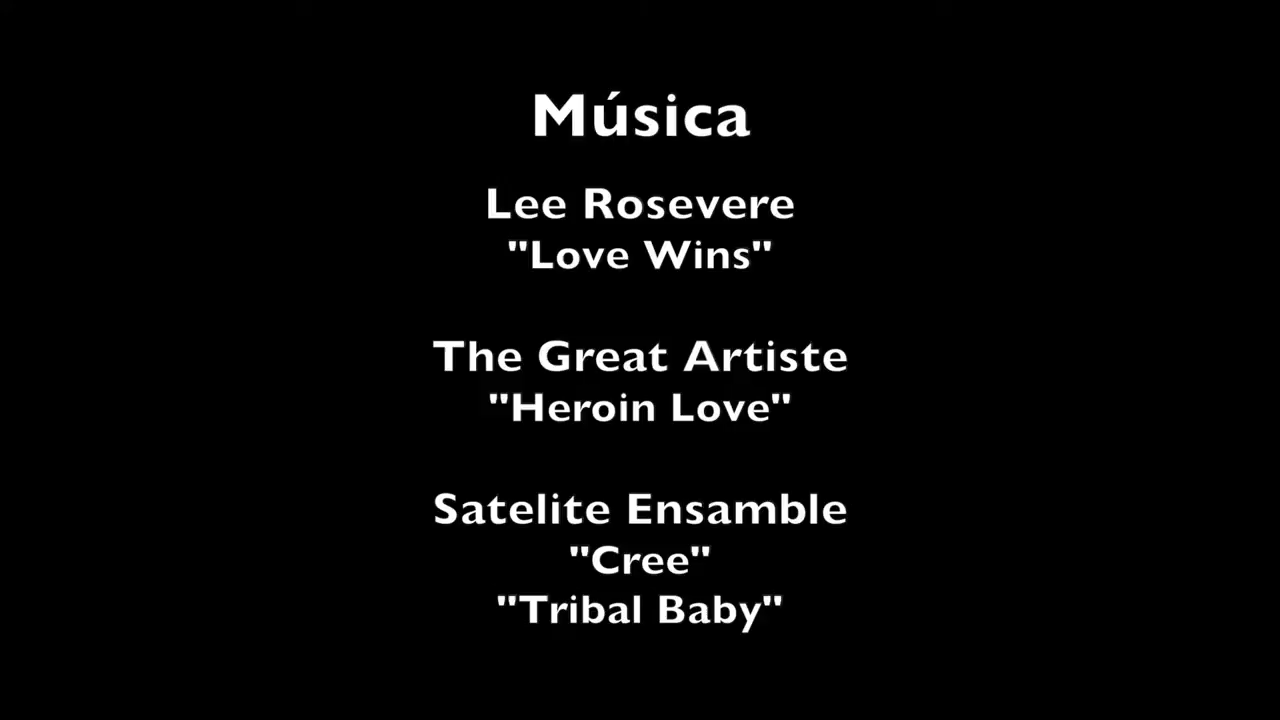 Música
Lee Rosevere
"Love Wins"
The Great Artiste
"Heroin Love"
Satelite Ensamble
"Cree"
"Tribal Baby"